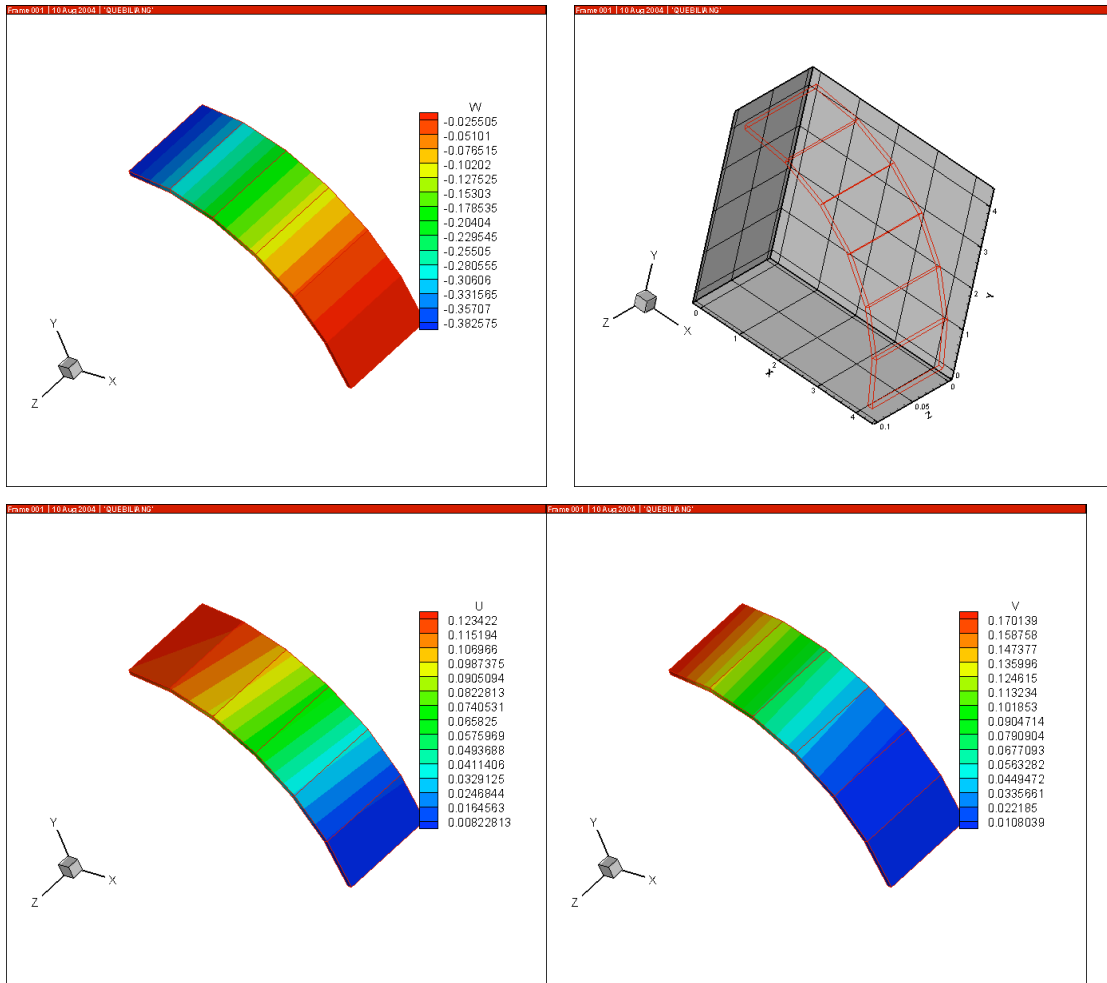 Frame 001 | 10 Aug 2004 | 'QUEBILIANG'
W
-0.025505
-0.05101
-0.076515
-0.10202
-0.127525
-0.15303
-0.178535
-0.20404
-0.229545
-0.25505
-0.280555
-0.30606
-0.331565
-0.35707
-0.382575
Y
X
Z
Frame 001 | 10 Aug 2004 | 'QUEBILIANG'
Y
Z
X
4
3
2
1
0
Y
0
1
2
3
4
X
0
0.05
0.1
Z
Frame 001 | 10 Aug 2004 | 'QUEBILIANG'
U
0.123422
0.115194
0.106966
0.0987375
0.0905094
0.0822813
0.0740531
0.065825
0.0575969
0.0493688
0.0411406
0.0329125
0.0246844
0.0164563
0.00822813
Y
X
Z
Frame 001 | 10 Aug 2004 | 'QUEBILIANG'
V
0.170139
0.158758
0.147377
0.135996
0.124615
0.113234
0.101853
0.0904714
0.0790904
0.0677093
0.0563282
0.0449472
0.0335661
0.022185
0.0108039
Y
X
Z